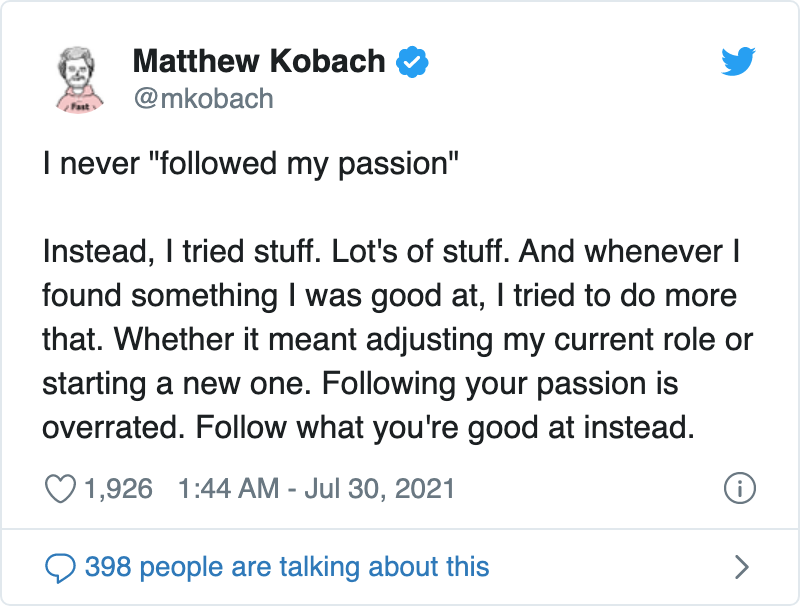 Matthew Kobach
@mkobach
Fast
I never "followed my passion"
Instead, I tried stuff. Lot's of stuff. And whenever I
found something I was good at, I tried to do more
that. Whether it meant adjusting my current role or
starting a new one. Following your passion is
overrated. Follow what you're good at instead.
1,926 1:44 AM - Jul 30, 2021
398 people are talking about this